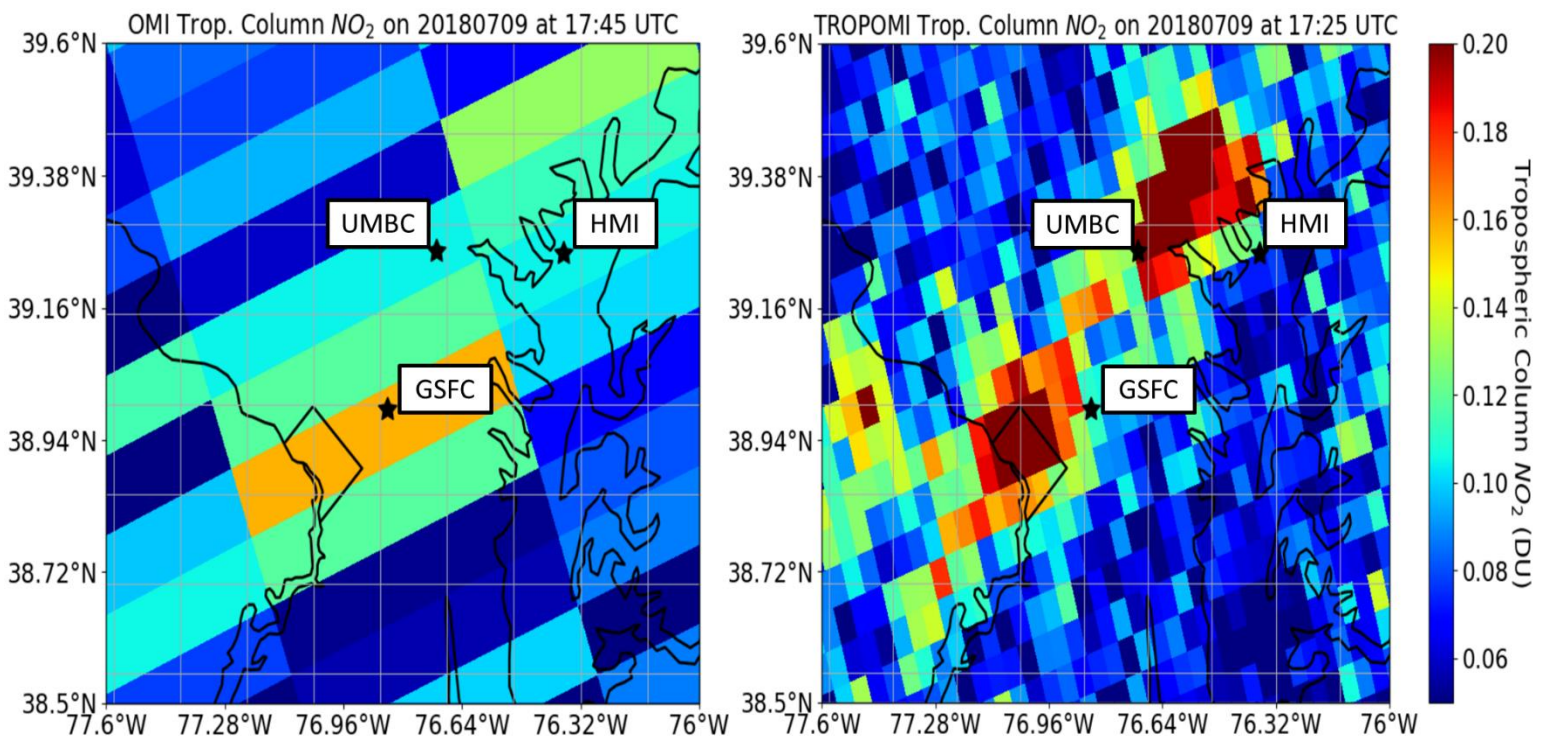 OMI Trop. Column NO2 on 20180709 at 17:45 UTC
39.6°N
39.38°N
39.16°N
38.94°N
38.72°N
38.5°N
77.6°W
77.28°W
76.96°W
76.64°W
76.32°W
76°W
UMBC
HMI
GSFC
TROPOMI Trop. Column NO2 on 20180709 at 17:25 UTC
39.6°N
39.38°N
39.16°N
38.94°N
38.72°N
38.5°N
77.6°W
77.28°W
76.96°W
76.64°W
76.32°W
76°W
UMBC
HMI
GSFC
0.20
0.18
0.16
0.14
0.12
0.10
0.08
0.06
Tropospheric Column NO2 (DU)